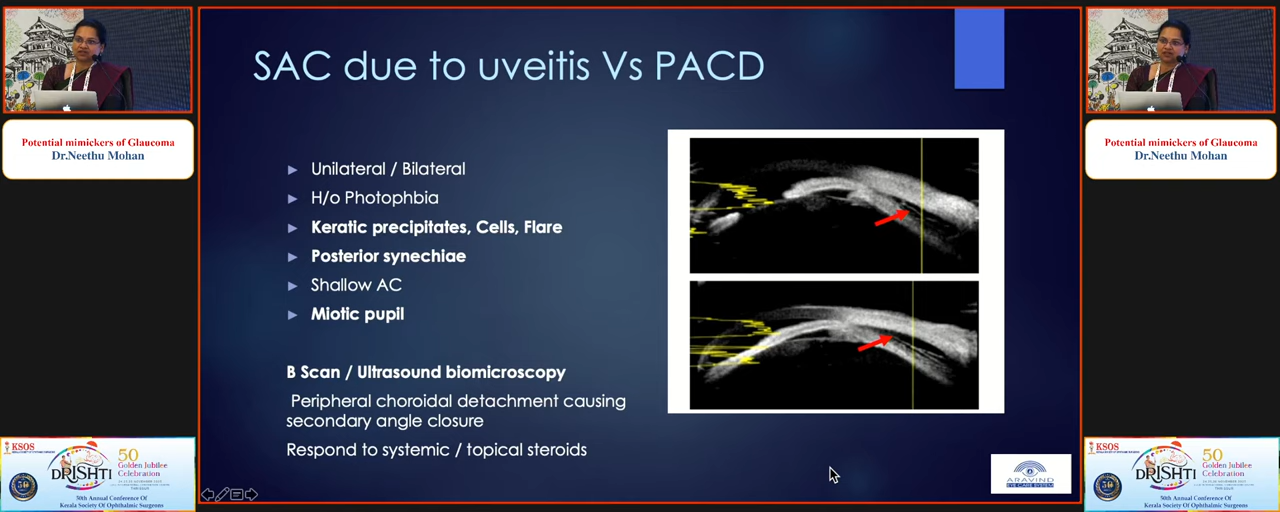 SAC due to uveitis Vs PACD
Unilateral / Bilateral
H/o Photophbia
Keratic precipitates, Cells, Flare
Posterior synechiae
Shallow AC
Miotic pupil
B Scan / Ultrasound biomicroscopy
Peripheral choroidal detachment causing
secondary angle closure
Respond to systemic / topical steroids
ARAVIND
EYE CARE SYSTEM
Potential mimickers of Glaucoma
Dr.Neethu Mohan
KSOS
DRISHTI
50
Golden Jubilee
Celebration
50th Annual Conference Of
Kerala Society Of Ophthalmic Surgeons
Potential mimickers of Glaucoma
Dr.Neethu Mohan
KSOS
DRISHTI
50
Golden Jubilee
Celebration
50th Annual Conference Of
Kerala Society Of Ophthalmic Surgeons